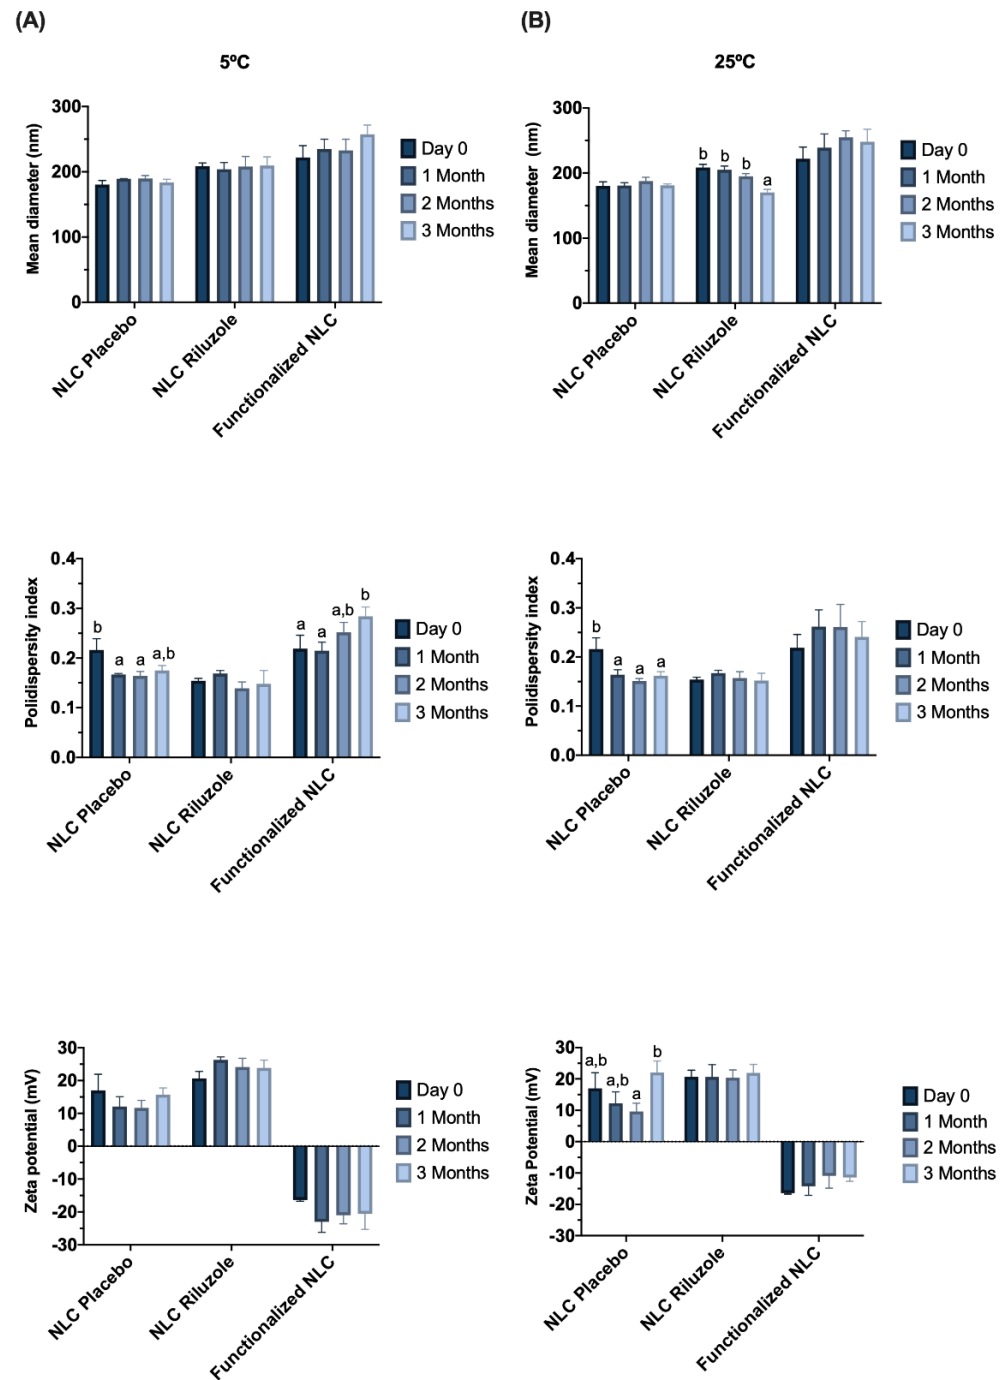 (A)
(B)
5ºC
25ºC
Mean diameter (nm)
300
200
100
0
NLC Placebo
NLC Riluzole
Functionalized NLC
Day 0
1 Month
2 Months
3 Months
Mean diameter (nm)
300
200
100
0
b b b a
NLC Placebo
NLC Riluzole
Functionalized NLC
Day 0
1 Month
2 Months
3 Months
Polidispersity index
0.4
0.3
0.2
0.1
0.0
b a a a,b
a a a,b b
NLC Placebo
NLC Riluzole
Functionalized NLC
Day 0
1 Month
2 Months
3 Months
Polidispersity index
0.4
0.3
0.2
0.1
0.0
b a a a
NLC Placebo
NLC Riluzole
Functionalized NLC
Day 0
1 Month
2 Months
3 Months
Zeta potential (mV)
30
20
10
0
-10
-20
-30
NLC Placebo
NLC Riluzole
Functionalized NLC
Day 0
1 Month
2 Months
3 Months
Zeta Potential (mV)
30
20
10
0
-10
-20
-30
a,b a,b a b
NLC Placebo
NLC Riluzole
Functionalized NLC
Day 0
1 Month
2 Months
3 Months